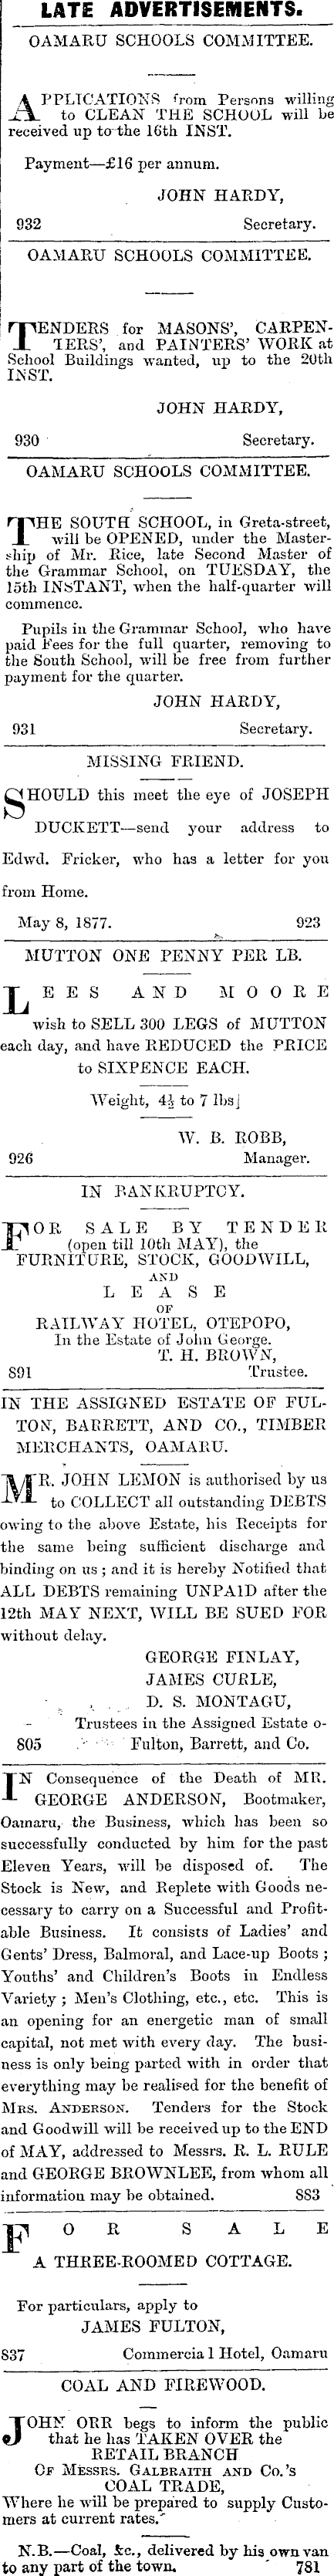 LATE ADVERTISEMENTS.
OAMARU SCHOOLS COMMITTEE.
APPLICATIONS from Persons willing
to CLEAN THE SCHOOL will be
received up to the 16th INST.
Payment—£16 per annum.
JOHN HARDY,
932 Secretary.
OAMARU SCHOOLS COMMITTEE.
TENDERS for MASONS', CARPEN-
TERS', and PAINTERS' WORK at
School Buildings wanted, up to the 20th
INST.
JOHN HARDY,
930 Secretary.
OAMARU SCHOOLS COMMITTEE.
THE SOUTH SCHOOL, in Greta-street,
will be OPENED, under the Master-
ship of Mr. Rice, late Second Master of
the Grammar School, on TUESDAY, the
15th INSTANT, when the half-quarter will
commence.
Pupils in the Grammar School, who have
paid Fees for the full quarter, removing to
the South School, will be free from further
payment for the quarter.
JOHN HARDY,
931 Secretary.
MISSING FRIEND.
SHOULD this meet the eye of JOSEPH
DUCKETT—send your address to
Edwd. Fricker, who has a letter for you
from Home.
May 8, 1877. 923
MUTTON ONE PENNY PER LB.
LEES AND MOORE
wish to SELL 300 LEGS of MUTTON
each day, and have REDUCED the PRICE
to SIXPENCE EACH.
Weight, 4½ to 7 lbs
W. B. ROBB,
926 Manager.
IN BANKRUPTCY.
FOR SALE BY TENDER
(open till 10th MAY), the
FURNITURE, STOCK, GOODWILL,
AND
LEASE
OF
RAILWAY HOTEL, OTEPOPO,
In the Estate of John George.
T. H. BROWN,
891 Trustee.
IN THE ASSIGNED ESTATE OF FUL-
TON, BARRETT, AND CO., TIMBER
MERCHANTS, OAMARU.
MR. JOHN LEMON is authorised by us
to COLLECT all outstanding DEBTS
owing to the above Estate, his Receipts for
the same being sufficient discharge and
binding on us; and it is hereby Notified that
ALL DEBTS remaining UNPAID after the
12th MAY NEXT, WILL BE SUED FOR
without delay.
GEORGE FINLAY,
JAMES CURLE,
D. S. MONTAGU,
Trustees in the Assigned Estate o-
805 Fulton, Barrett, and Co.
IN Consequence of the Death of MR.
GEORGE ANDERSON, Bootmaker,
Oamaru, the Business, which has been so
successfully conducted by him for the past
Eleven Years, will be disposed of. The
Stock is New, and Replete with Goods ne-
cessary to carry on a Successful and Profit-
able Business. It consists of Ladies' and
Gents' Dress, Balmoral, and Lace-up Boots;
Youths' and Children's Boots in Endless
Variety; Men's Clothing, etc., etc. This is
an opening for an energetic man of small
capital, not met with every day. The busi-
ness is only being parted with in order that
everything may be realised for the benefit of
MRS. ANDERSON. Tenders for the Stock
and Goodwill will be received up to the END
of MAY, addressed to Messrs. R. L. RULE
and GEORGE BROWNLEE, from whom all
information may be obtained. 883
FOR SALE
A THREE-ROOMED COTTAGE.
For particulars, apply to
JAMES FULTON,
837 Commercial Hotel, Oamaru
COAL AND FIREWOOD.
JOHN ORR begs to inform the public
that he has TAKEN OVER the
RETAIL BRANCH
OF MESSRS. GALBRAITH AND CO.'S
COAL TRADE,
Where he will be prepared to supply Custo-
mers at current rates.
N.B.—Coal, &c., delivered by his own van
to any part of the town. 781